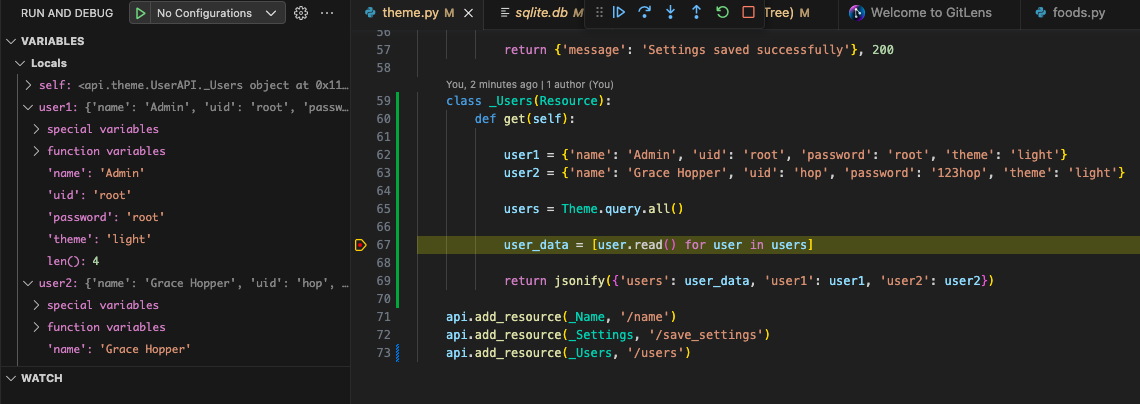 RUN AND DEBUG
No Configurations
VARIABLES
Locals
self: <api.theme.UserAPI._Users object at 0x11…
user1: {'name': 'Admin', 'uid': 'root', 'passw…
special variables
function variables
'name': 'Admin'
'uid': 'root'
'password': 'root'
'theme': 'light'
len(): 4
user2: {'name': 'Grace Hopper', 'uid': 'hop', …
special variables
function variables
'name': 'Grace Hopper'
WATCH
theme.py M
sqlite.db M
Tree) M
Welcome to GitLens
foods.py
56
57 return {'message': 'Settings saved successfully'}, 200
58
You, 2 minutes ago | 1 author (You)
59 class _Users(Resource):
60 def get(self):
61
62 user1 = {'name': 'Admin', 'uid': 'root', 'password': 'root', 'theme': 'light'}
63 user2 = {'name': 'Grace Hopper', 'uid': 'hop', 'password': '123hop', 'theme': 'light'}
64
65 users = Theme.query.all()
66
67 user_data = [user.read() for user in users]
68
69 return jsonify({'users': user_data, 'user1': user1, 'user2': user2})
70
71 api.add_resource(_Name, '/name')
72 api.add_resource(_Settings, '/save_settings')
73 api.add_resource(_Users, '/users')